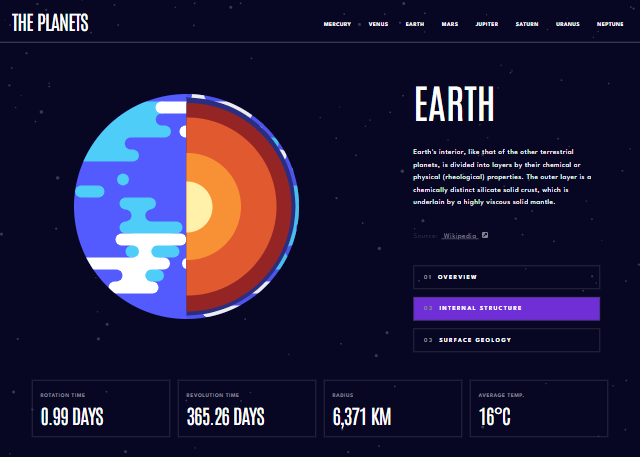 THE PLANETS
MERCURY VENUS EARTH MARS JUPITER SATURN URANUS NEPTUNE
EARTH
Earth's interior, like that of the other terrestrial
planets, is divided into layers by their chemical or
physical (rheological) properties. The outer layer is a
chemically distinct silicate solid crust, which is
underlain by a highly viscous solid mantle.
Source: Wikipedia
01 OVERVIEW
02 INTERNAL STRUCTURE
03 SURFACE GEOLOGY
ROTATION TIME
0.99 DAYS
REVOLUTION TIME
365.26 DAYS
RADIUS
6,371 KM
AVERAGE TEMP.
16°C